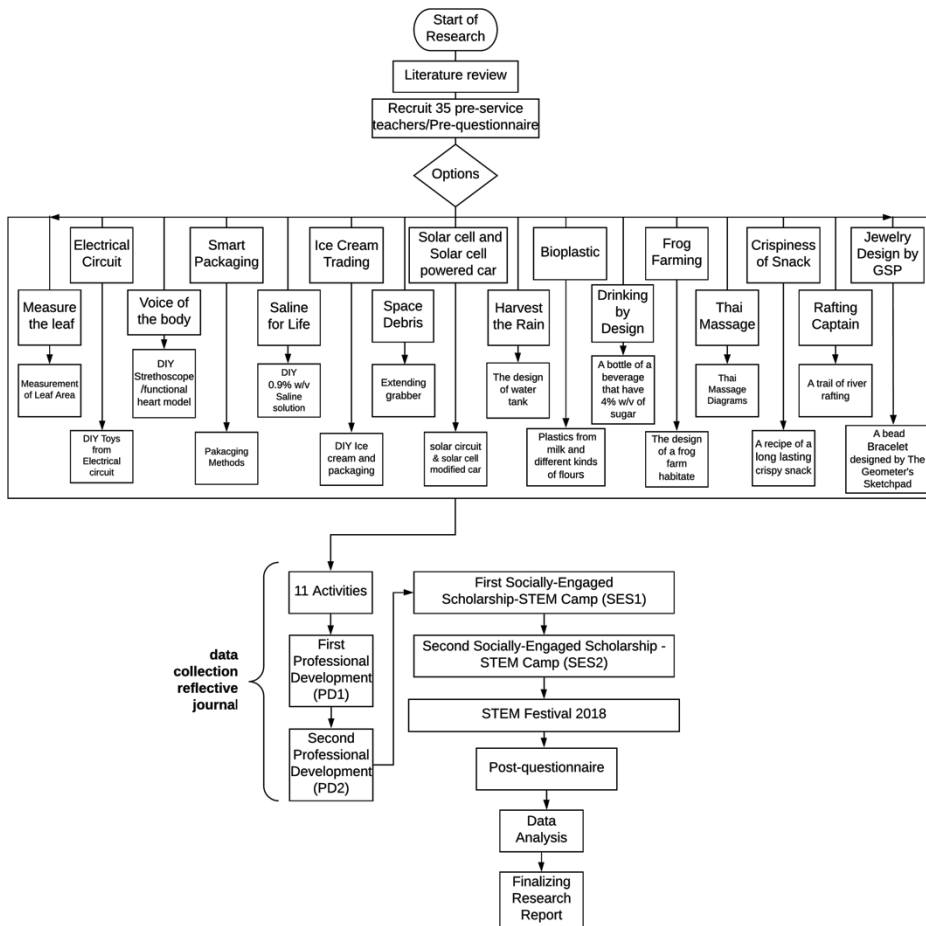 Start of
Research
Literature review
Recruit 35 pre-service
teachers/Pre-questionnaire
Options
Electrical
Circuit
Smart
Packaging
Ice Cream
Trading
Solar cell and
Solar cell
powered car
Bioplastic
Frog
Farming
Crispiness
of Snack
Jewelry
Design by
GSP
Measure
the leaf
Voice of
the body
Saline
for Life
Space
Debris
Harvest
the Rain
Drinking
by
Design
Thai
Massage
Rafting
Captain
Measurement
of Leaf Area
DIY
Strethoscope
/functional
heart model
DIY
0.9% w/v
Saline
solution
Extending
grabber
The design
of water
tank
A bottle of a
beverage
that have
4% w/v of
sugar
Thai
Massage
Diagrams
A trail of river
rafting
DIY Toys
from
Electrical
circuit
Pakacging
Methods
DIY Ice
cream and
packaging
solar circuit
& solar cell
modified car
Plastics from
milk and
different kinds
of flours
The design
of a frog
farm
habitate
A recipe of a
long lasting
crispy snack
A bead
Bracelet
designed by The
Geometer's
Sketchpad
data
collection
reflective
journal
11 Activities
First
Professional
Development
(PD1)
Second
Professional
Development
(PD2)
First Socially-Engaged
Scholarship-STEM Camp (SES1)
Second Socially-Engaged Scholarship -
STEM Camp (SES2)
STEM Festival 2018
Post-questionnaire
Data
Analysis
Finalizing
Research
Report